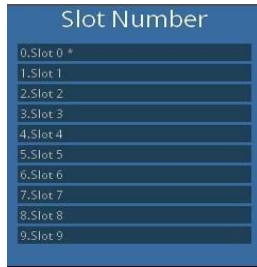 Slot Number
0.Slot 0 *
1.Slot 1
2.Slot 2
3.Slot 3
4.Slot 4
5.Slot 5
6.Slot 6
7.Slot 7
8.Slot 8
9.Slot 9